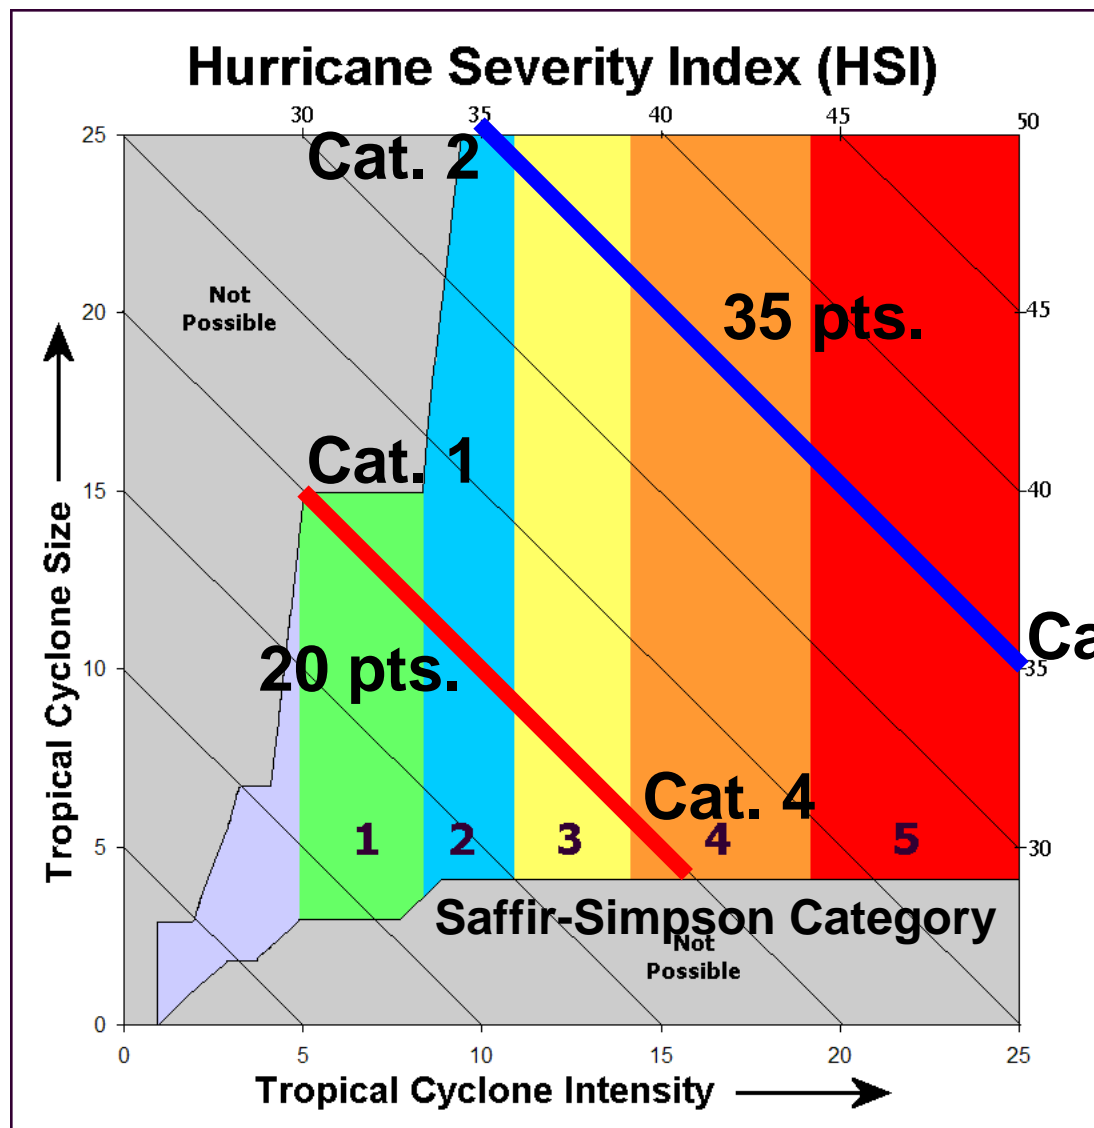 Hurricane Severity Index (HSI)
30 35 40 45 50
25
Cat. 2
Not
Possible
20
35 pts.
45
Cat. 1
15
40
Tropical Cyclone Size
Ca
10
20 pts.
35
Cat. 4
5
1 2 3 4 5
30
Saffir-Simpson Category
Not
Possible
0
0 5 10 15 20 25
Tropical Cyclone Intensity